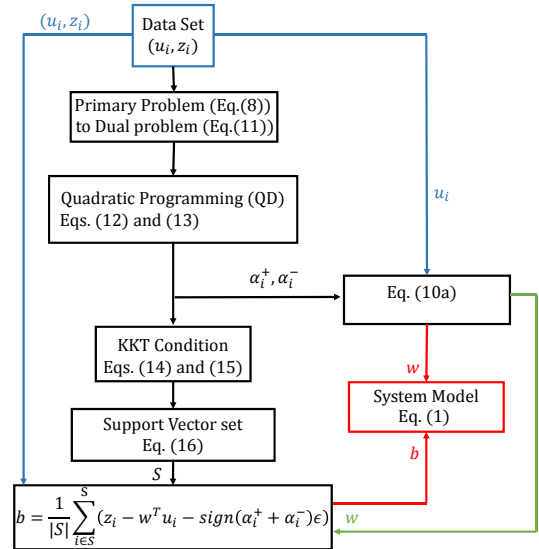 (u_i, z_i)
Data Set
(u_i, z_i)
Primary Problem (Eq.(8))
to Dual problem (Eq.(11))
u_i
Quadratic Programming (QD)
Eqs. (12) and (13)
α_i^+, α_i^-
Eq. (10a)
KKT Condition
Eqs. (14) and (15)
w
System Model
Eq. (1)
Support Vector set
Eq. (16)
b
S
b = \frac{1}{|S|} \sum_{i∈S}^{S} (z_i − w^T u_i − sign(α_i^+ + α_i^-)ϵ)
w